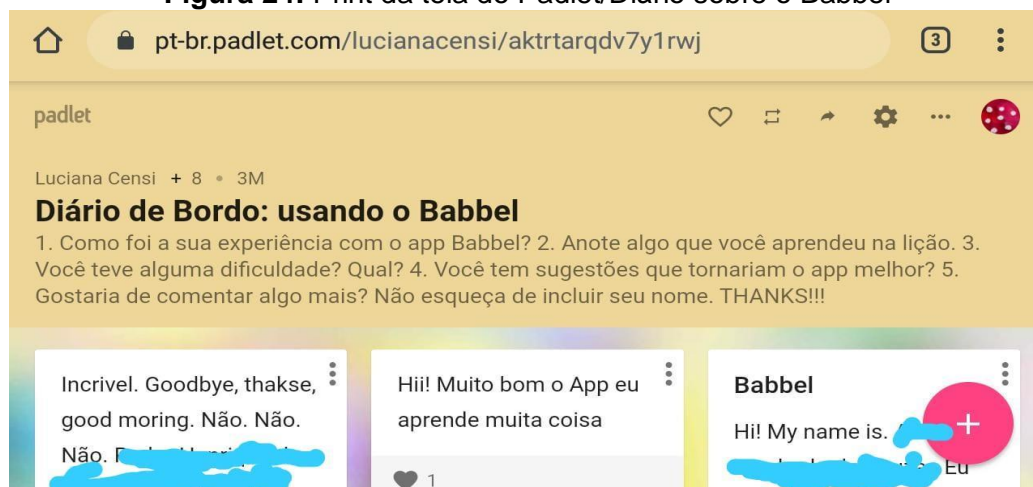 Figura 24. Print da tela do Padlet/Diário sobre o Babbel
pt-br.padlet.com/lucianacensi/aktrtarqdv7y1rwj
3
padlet
Luciana Censi + 8 • 3M
Diário de Bordo: usando o Babbel
1. Como foi a sua experiência com o app Babbel? 2. Anote algo que você aprendeu na lição. 3.
Você teve alguma dificuldade? Qual? 4. Você tem sugestões que tornariam o app melhor? 5.
Gostaria de comentar algo mais? Não esqueça de incluir seu nome. THANKS!!!
Incrivel. Goodbye, thakse,
good moring. Não. Não.
Não.
Hii! Muito bom o App eu
aprende muita coisa
1
Babbel
Hi! My name is.
Eu